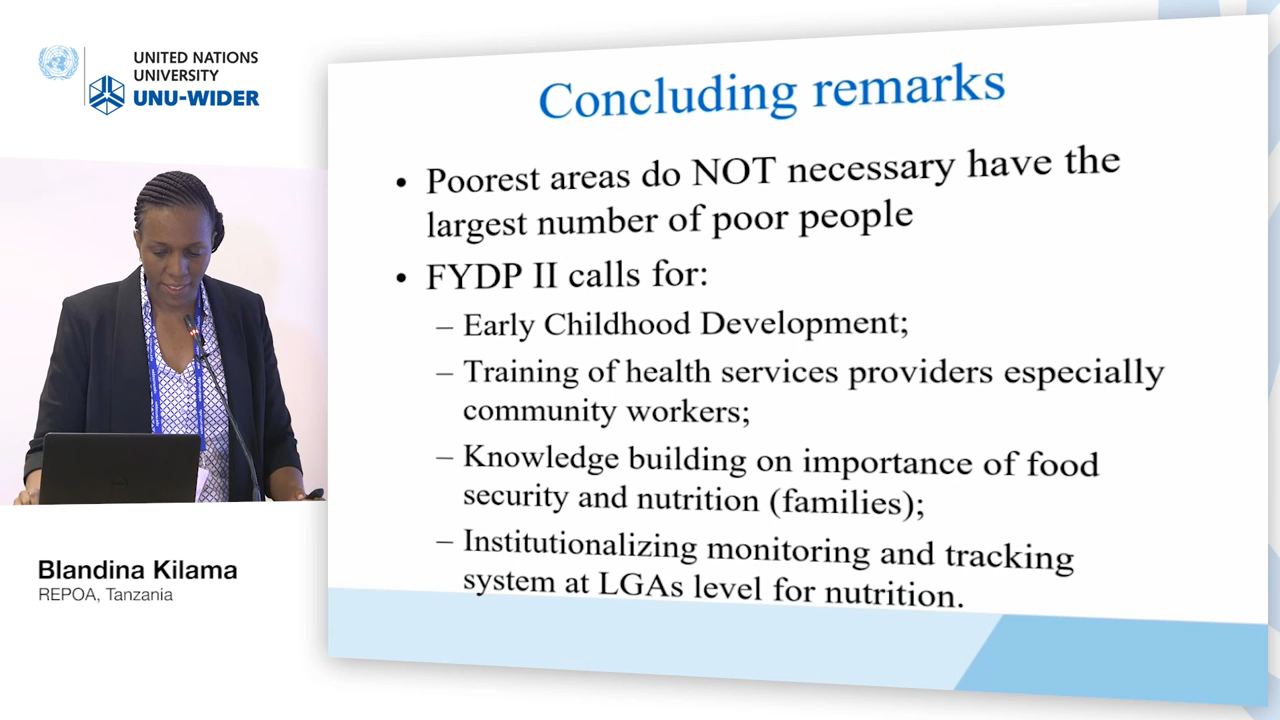 UNITED NATIONS
UNIVERSITY
UNU-WIDER
Concluding remarks
• Poorest areas do NOT necessary have the
largest number of poor people
• FYDP II calls for:
– Early Childhood Development;
– Training of health services providers especially
community workers;
– Knowledge building on importance of food
security and nutrition (families);
– Institutionalizing monitoring and tracking
system at LGAs level for nutrition.
Blandina Kilama
REPOA, Tanzania